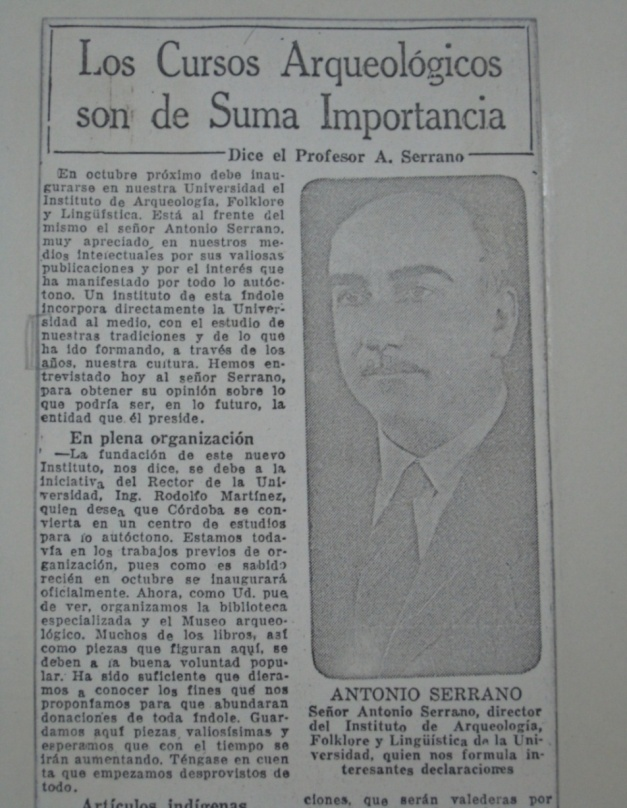 Los Cursos Arqueológicos
son de Suma Importancia
Dice el Profesor A. Serrano
En octubre próximo debe inau-
gurarse en nuestra Universidad el
Instituto de Arqueología, Folklore
y Lingüística. Está al frente del
mismo el señor Antonio Serrano,
muy apreciado en nuestros me-
dios intelectuales por sus valiosas
publicaciones y por el interés que
ha manifestado por todo lo autóc-
tono. Un instituto de esta índole
incorpora directamente la Univer-
sidad al medio, con el estudio de
nuestras tradiciones y de lo que
ha ido formando, a través de los
años, nuestra cultura. Hemos en-
trevistado hoy al señor Serrano,
para obtener su opinión sobre lo
que podría ser, en lo futuro, la
entidad que él preside.
En plena organización
—La fundación de este nuevo
Instituto, nos dice, se debe a la
iniciativa del Rector de la Uni-
versidad, Ing. Rodolfo Martínez,
quien desea que Córdoba se con-
vierta en un centro de estudios
para lo autóctono. Estamos toda-
vía en los trabajos previos de or-
ganización, pues como es sabido
recién en octubre se inaugurará
oficialmente. Ahora, como Ud. pue
de ver, organizamos la biblioteca
especializada y el Museo arqueo-
lógico. Muchos de los libros, así
como piezas que figuran aquí, se
deben a la buena voluntad popu-
lar. Ha sido suficiente que diera-
mos a conocer los fines que nos
proponíamos para que abundaran
donaciones de toda índole. Guar-
damos aquí piezas valiosísimas y
esperamos que con el tiempo se
irán aumentando. Téngase en cuen
ta que empezamos desprovistos de
todo.
Artículos indígenas
ANTONIO SERRANO
Señor Antonio Serrano, director
del Instituto de Arqueología,
Folklore y Lingüística de la Uni-
versidad, quien nos formula in-
teresantes declaraciones
ciones, que serán valederas por